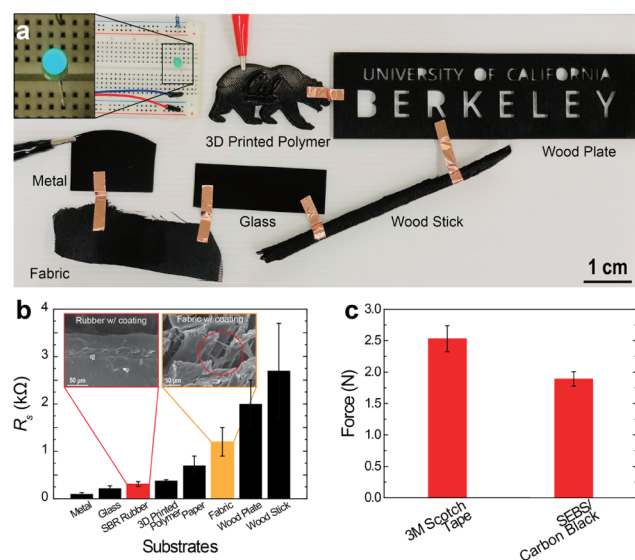 a
Cal
UNIVERSITY OF CALIFORNIA
BERKELEY
3D Printed Polymer
Wood Plate
Metal
Glass
Wood Stick
Fabric
1 cm
b
Rubber w/ coating
50 µm
Fabric w/ coating
Rs (kΩ)
4
3
2
1
0
Metal
Glass
SBR Rubber
3D Printed
Polymer
Paper
Fabric
Wood Plate
Wood Stick
Substrates
c
Force (N)
3.0
2.5
2.0
1.5
1.0
0.5
0.0
3M Scotch
Tape
SEBS/
Carbon Black